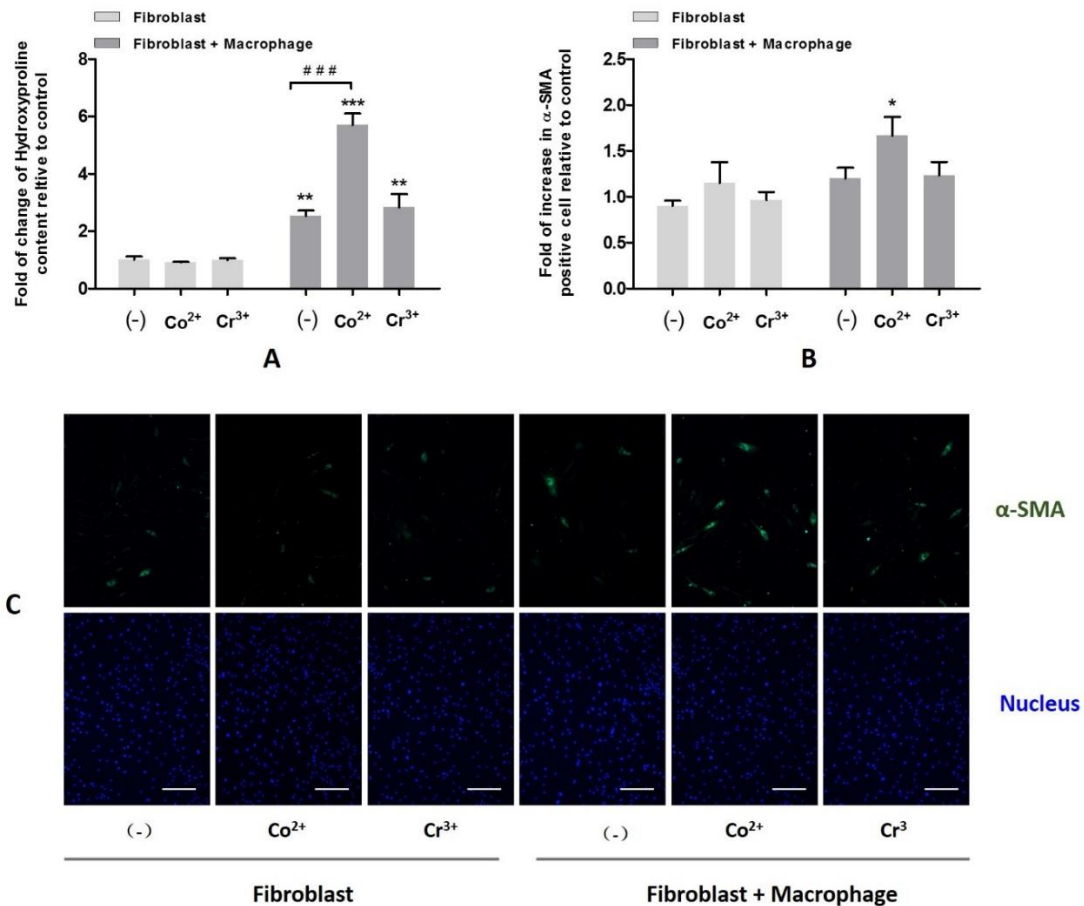 Fibroblast
Fibroblast + Macrophage
Fold of change of Hydroxyproline
content reltive to control
8
6
4
2
0
# # #
**
***
**
(-) Co²⁺ Cr³⁺ (-) Co²⁺ Cr³⁺
A
Fibroblast
Fibroblast + Macrophage
Fold of increase in α-SMA
positive cell relative to control
2.5
2.0
1.5
1.0
0.5
0.0
*
(-) Co²⁺ Cr³⁺ (-) Co²⁺ Cr³⁺
B
C
α-SMA
Nucleus
(-) Co²⁺ Cr³⁺ (-) Co²⁺ Cr³
Fibroblast Fibroblast + Macrophage